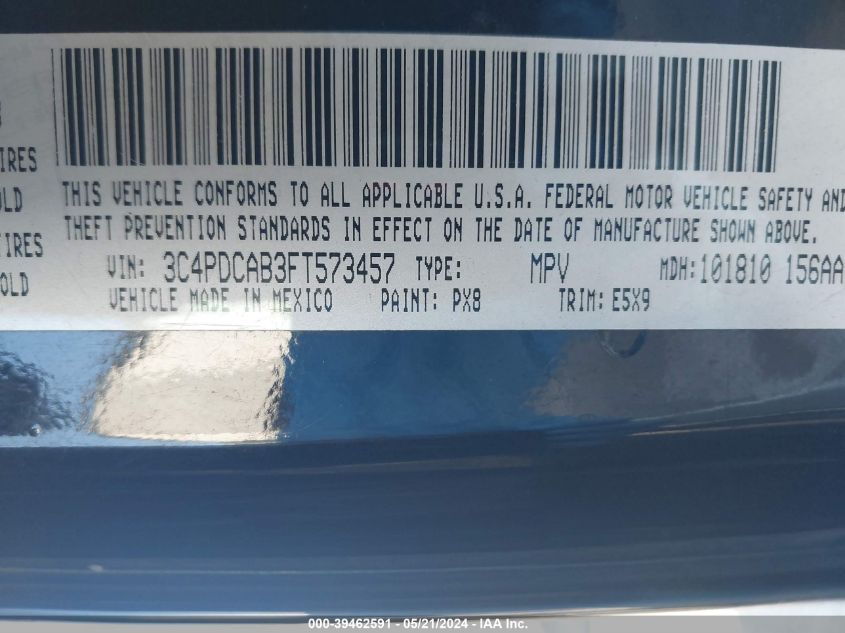 IRES
OLD
THIS VEHICLE CONFORMS TO ALL APPLICABLE U.S.A. FEDERAL MOTOR VEHICLE SAFETY AND
THEFT PREVENTION STANDARDS IN EFFECT ON THE DATE OF MANUFACTURE SHOWN ABOVE.
IRES
VIN: 3C4PDCAB3FT573457 TYPE: MPV MDH: 101810 156AA
OLD
VEHICLE MADE IN MEXICO PAINT: PX8 TRIM: E5X9
000-39462591 - 05/21/2024 - IAA Inc.